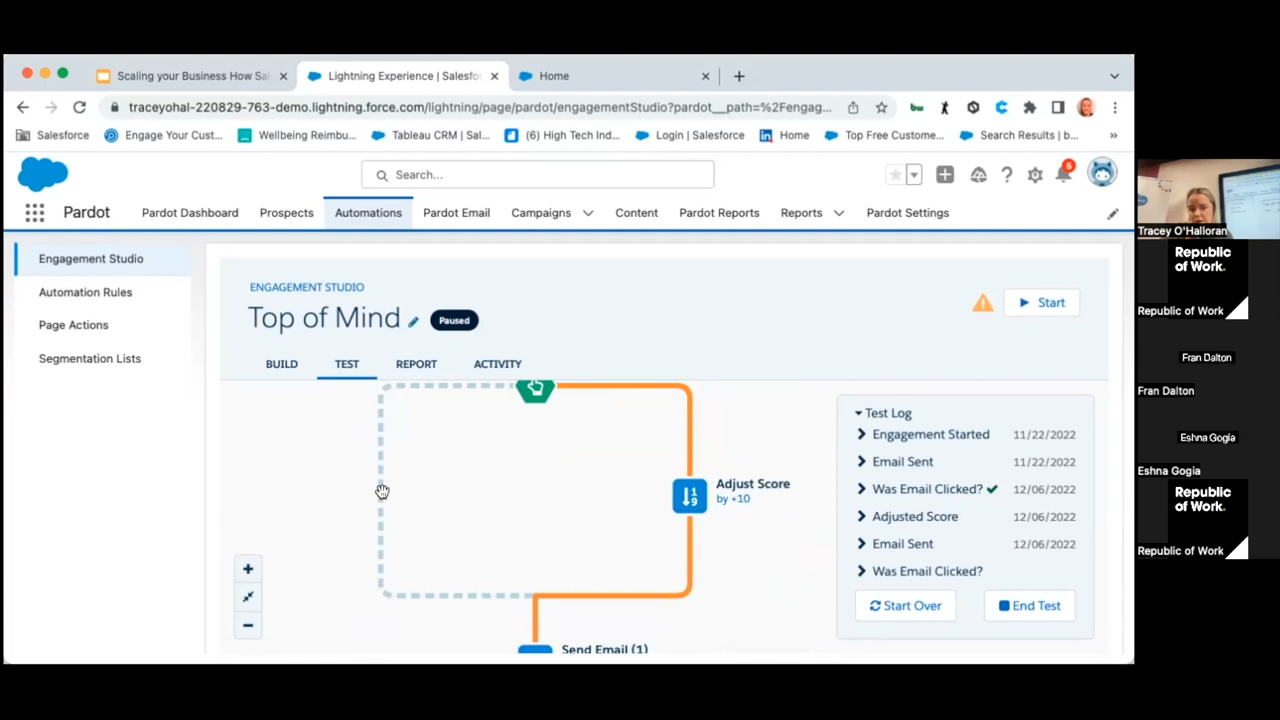 Scaling your Business How Sal
Lightning Experience | Salesfo
Home
traceyohal-220829-763-demo.lightning.force.com/lightning/page/pardot/engagementStudio?pardot__path=%2Fengag...
Salesforce
Engage Your Cust...
Wellbeing Reimbu...
Tableau CRM | Sal...
(6) High Tech Ind...
Login | Salesforce
Home
Top Free Custome...
Search Results | b...
»
Search...
5
Pardot
Pardot Dashboard
Prospects
Automations
Pardot Email
Campaigns
Content
Pardot Reports
Reports
Pardot Settings
Engagement Studio
Automation Rules
Page Actions
Segmentation Lists
ENGAGEMENT STUDIO
Top of Mind
Paused
Start
BUILD
TEST
REPORT
ACTIVITY
Adjust Score
by +10
Send Email (1)
Test Log
Engagement Started 11/22/2022
Email Sent 11/22/2022
Was Email Clicked? 12/06/2022
Adjusted Score 12/06/2022
Email Sent 12/06/2022
Was Email Clicked?
Start Over
End Test
Tracey O'Halloran
Republic
of Work.
Republic of Work
Fran Dalton
Fran Dalton
Eshna Gogia
Eshna Gogia
Republic
of Work.
Republic of Work